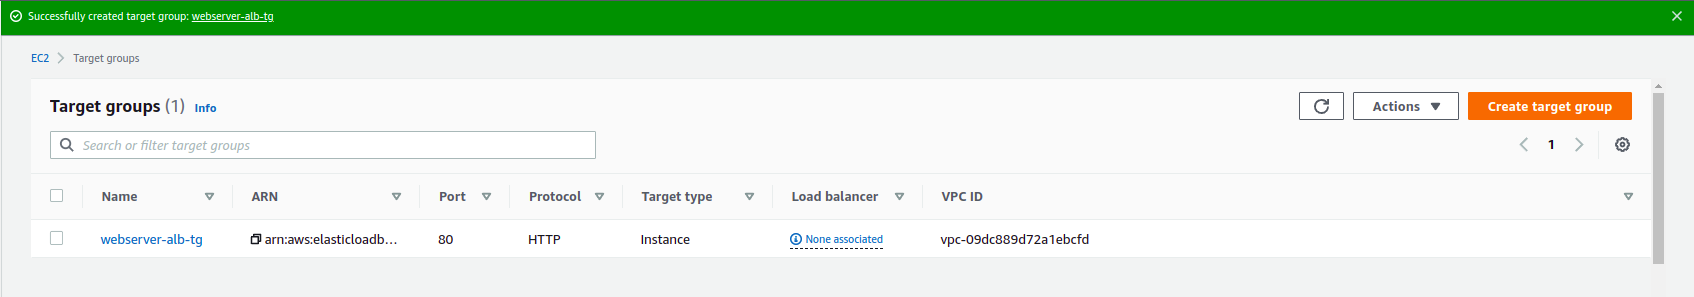 Successfully created target group: webserver-alb-tg
EC2 Target groups
Target groups (1) Info
Actions Create target group
Search or filter target groups
1
Name ARN Port Protocol Target type Load balancer VPC ID
webserver-alb-tg arn:aws:elasticloadb... 80 HTTP Instance None associated vpc-09dc889d72a1ebcfd